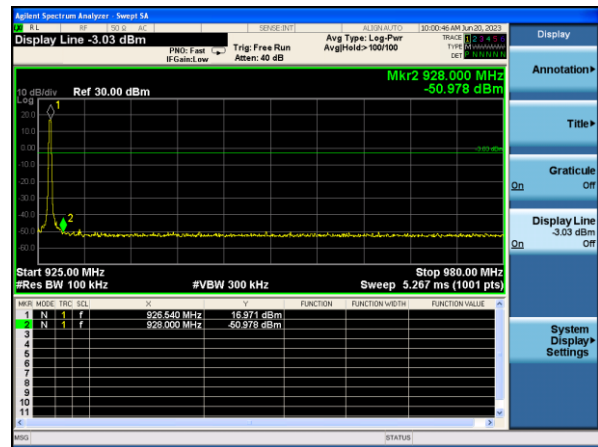 Agilent Spectrum Analyzer - Swept SA
RL RF 50 Ω AC SENSE:INT ALIGN AUTO 10:00:46 AM Jun 20, 2023
Display Line -3.03 dBm
PNO: Fast
IFGain:Low
Trig: Free Run
Atten: 40 dB
Avg Type: Log-Pwr
Avg|Hold>100/100
TRACE 1 2 3 4 5 6
TYPE M
DET P N N N N N
Mkr2 928.000 MHz
-50.978 dBm
10 dB/div Ref 30.00 dBm
Log
1
20.0
10.0
0.00
-3.03 dBm
-10.0
-20.0
-30.0
-40.0
2
-50.0
-60.0
Start 925.00 MHz Stop 980.00 MHz
#Res BW 100 kHz #VBW 300 kHz Sweep 5.267 ms (1001 pts)
MKR MODE TRC SCL X Y FUNCTION FUNCTION WIDTH FUNCTION VALUE
1 N 1 f 926.540 MHz 16.971 dBm
2 N 1 f 928.000 MHz -50.978 dBm
3
4
5
6
7
8
9
10
11
MSG STATUS
Display
Annotation
Title
Graticule
On Off
Display Line
-3.03 dBm
On Off
System
Display
Settings